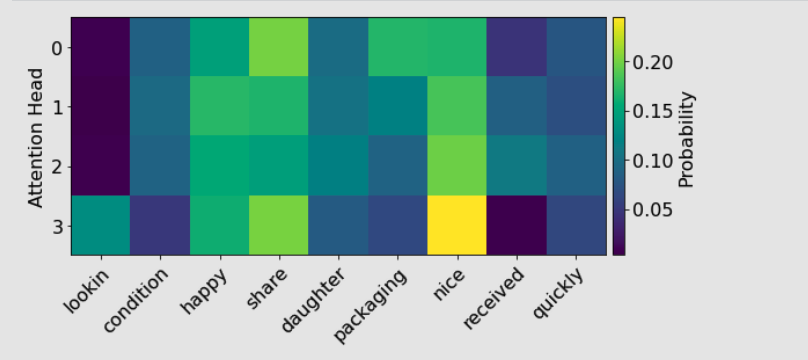 Attention Head
0
1
2
3
lookin
condition
happy
share
daughter
packaging
nice
received
quickly
0.20
0.15
0.10
0.05
Probability